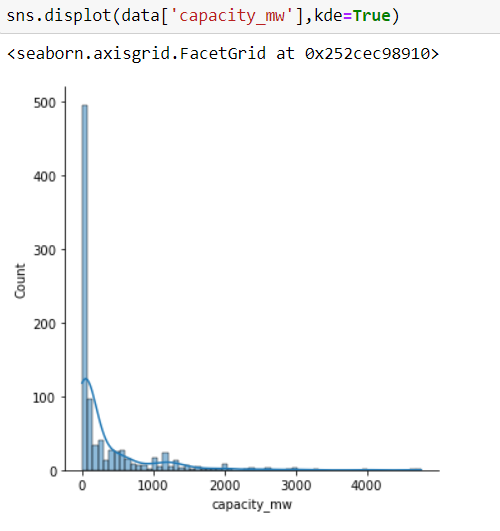 sns.displot(data['capacity_mw'],kde=True)
<seaborn.axisgrid.FacetGrid at 0x252cec98910>
500
400
300
200
100
0
Count
0 1000 2000 3000 4000
capacity_mw